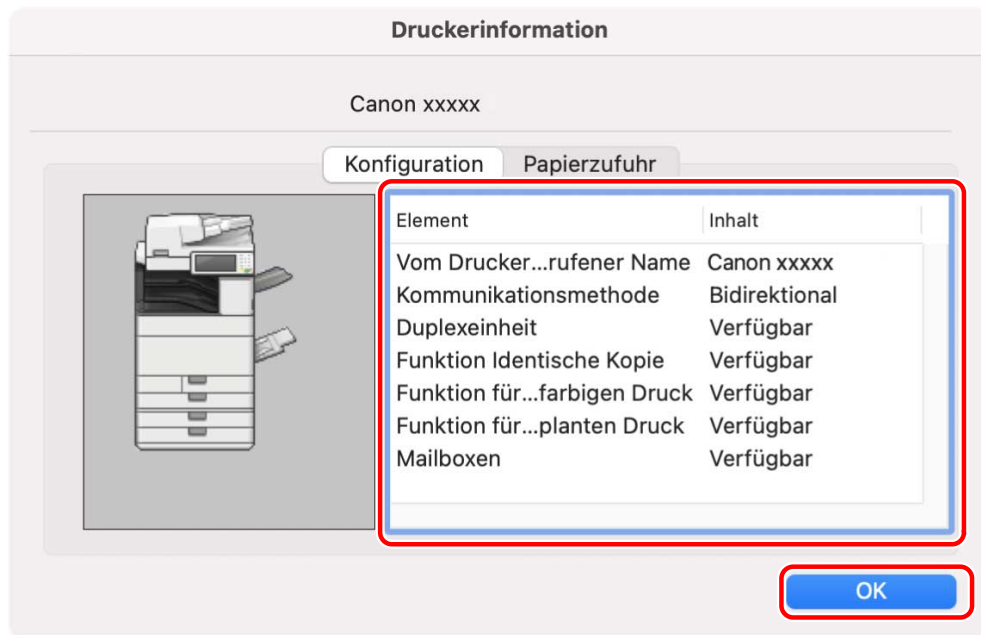 Druckerinformation
Canon xxxxx
Konfiguration Papierzufuhr
Element Inhalt
Vom Drucker...rufener Name Canon xxxxx
Kommunikationsmethode Bidirektional
Duplexeinheit Verfügbar
Funktion Identische Kopie Verfügbar
Funktion für...farbigen Druck Verfügbar
Funktion für...planten Druck Verfügbar
Mailboxen Verfügbar
OK